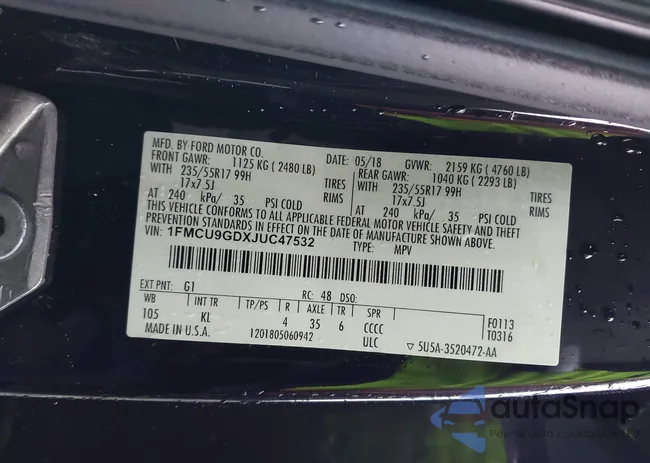 MFD. BY FORD MOTOR CO. DATE: 05/18 GVWR: 2159 KG ( 4760 LB)
FRONT GAWR: 1125 KG ( 2480 LB) REAR GAWR: 1040 KG ( 2293 LB)
WITH 235/55R17 99H TIRES WITH 235/55R17 99H TIRES
17x7.5J RIMS 17x7.5J RIMS
AT 240 kPa/ 35 PSI COLD AT 240 kPa/ 35 PSI COLD
THIS VEHICLE CONFORMS TO ALL APPLICABLE FEDERAL MOTOR VEHICLE SAFETY AND THEFT
PREVENTION STANDARDS IN EFFECT ON THE DATE OF MANUFACTURE SHOWN ABOVE.
VIN: 1FMCU9GDXJUC47532 TYPE: MPV
EXT PNT: G1 RC: 48 DSO:
WB INT TR TP/PS R AXLE TR SPR F0113
105 KL 4 35 6 CCCC T0316
MADE IN U.S.A. 1201805060942 ULC ▽ 5U5A-3520472-AA
autoSnap